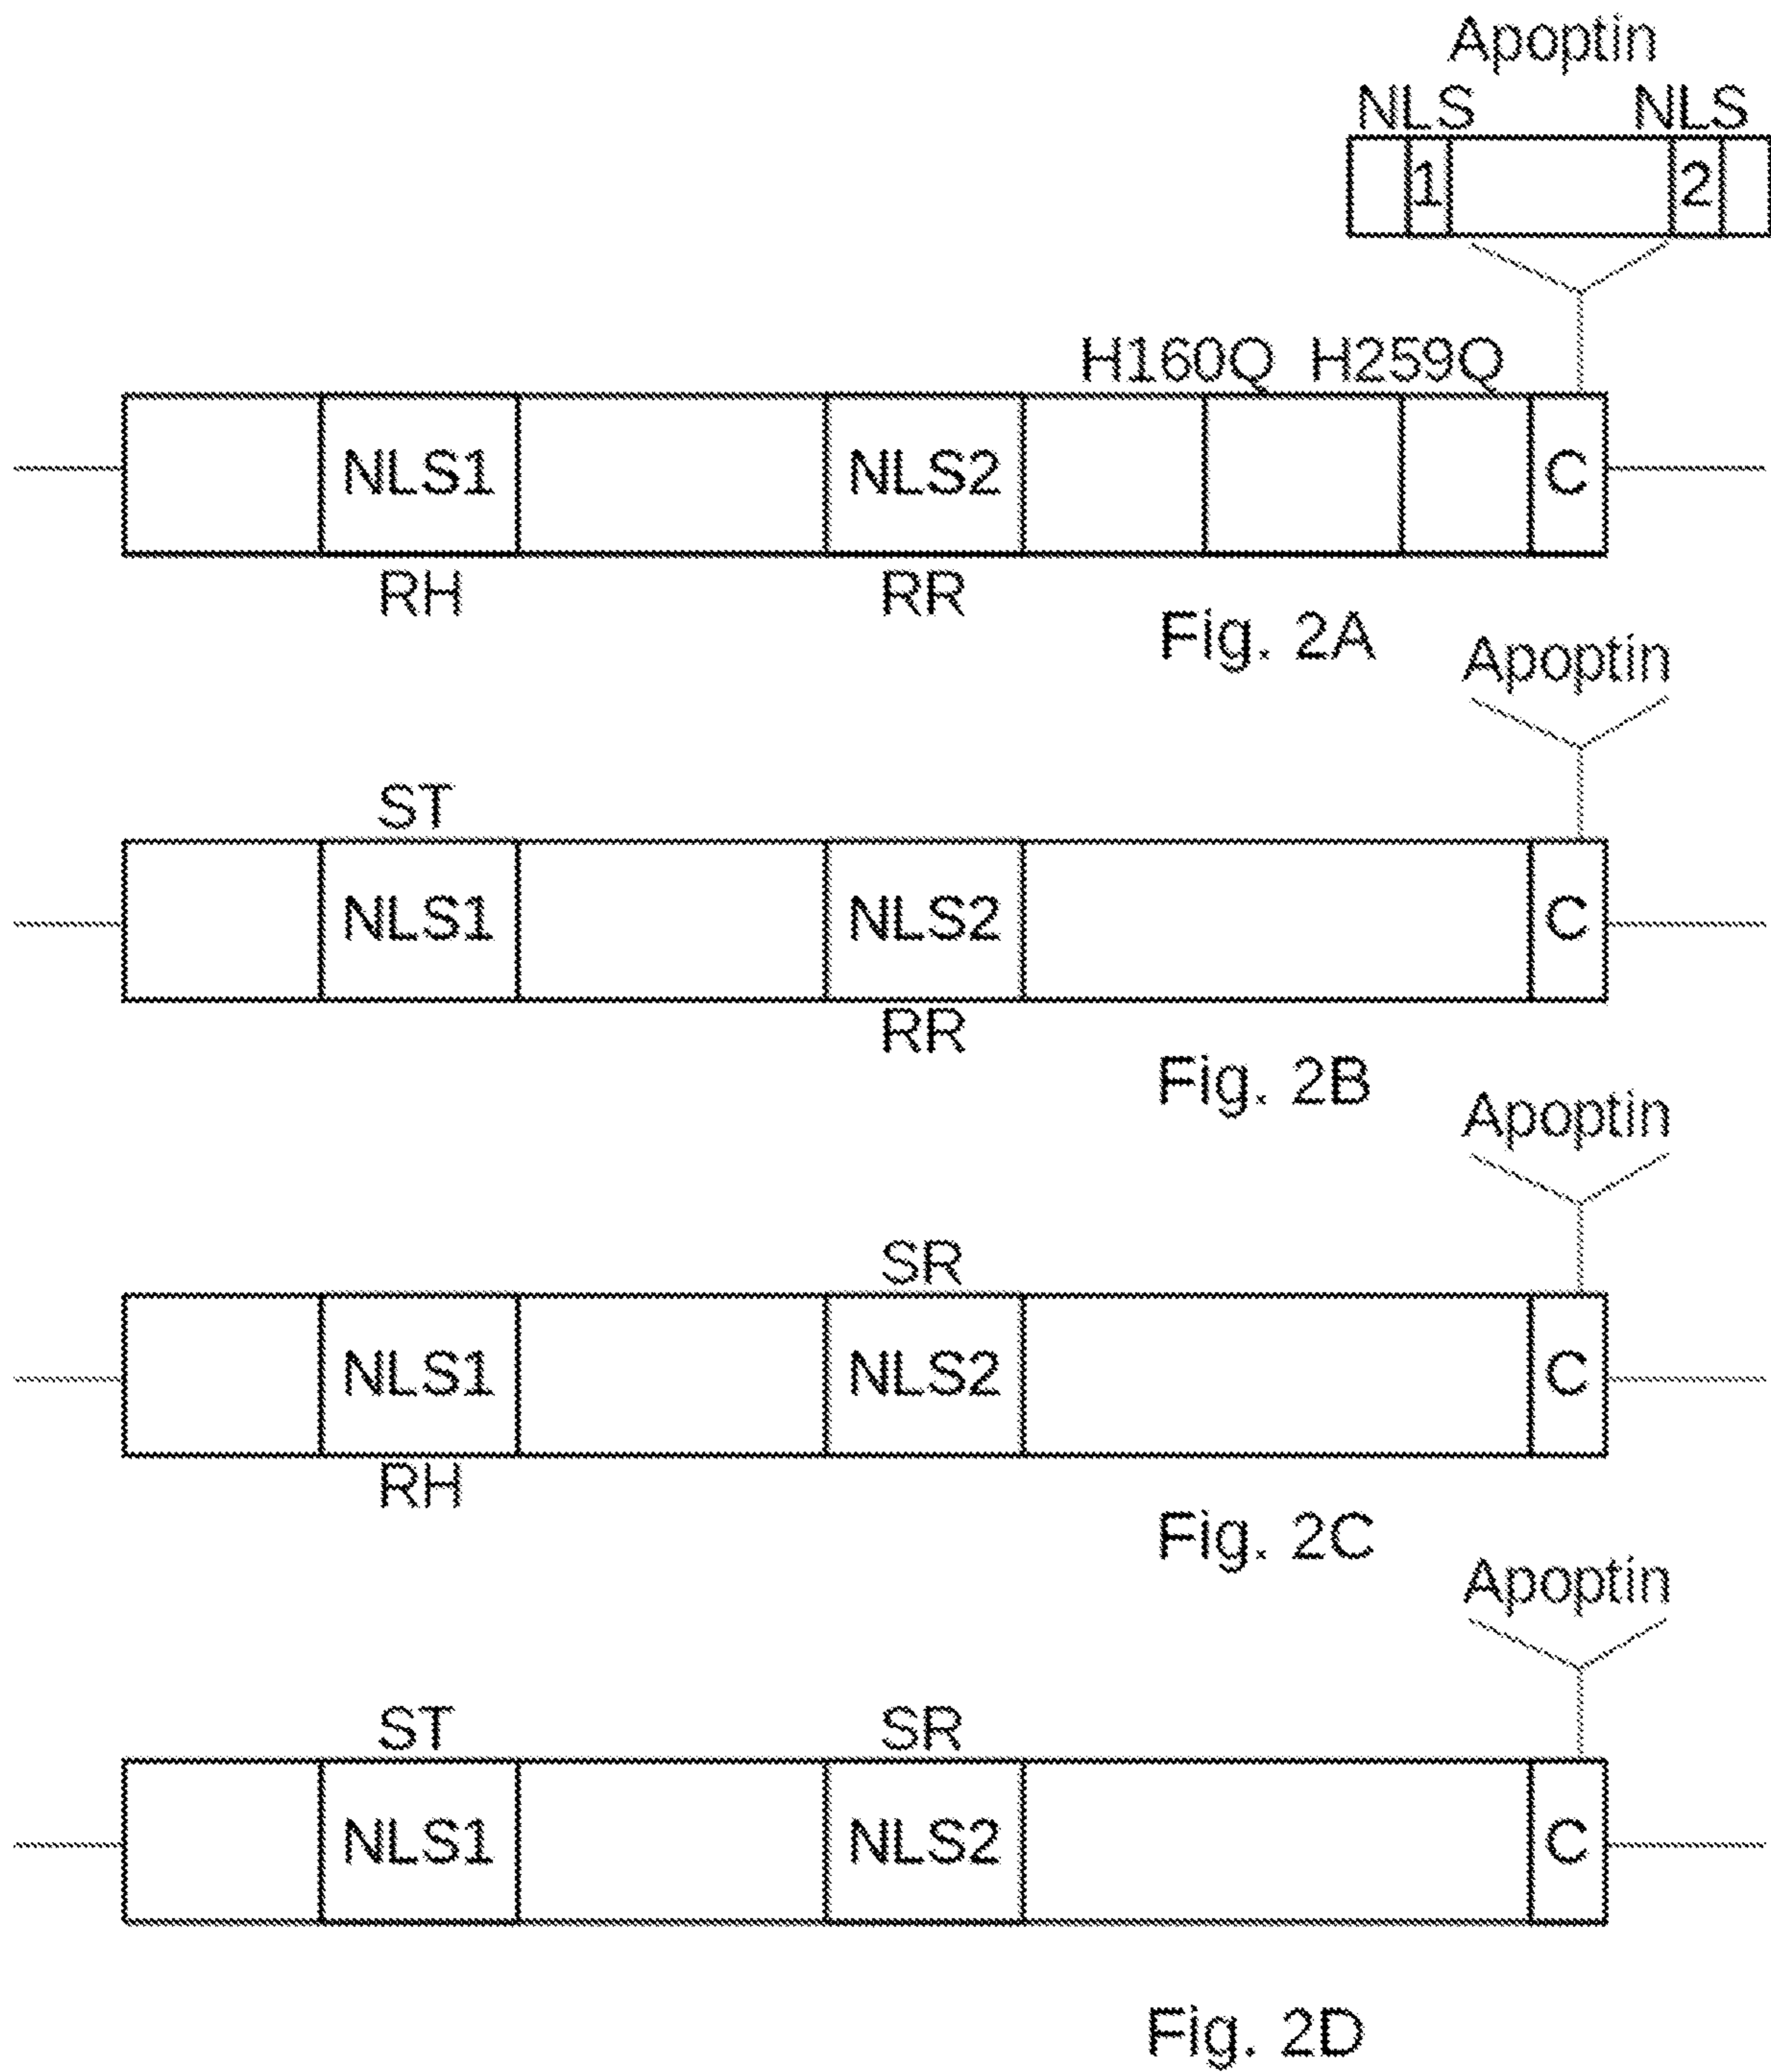 Apoptin
NLS NLS
1 2
H160Q H259Q
NLS1 NLS2 C
RH RR
Fig. 2A
Apoptin
ST
NLS1 NLS2 C
RR
Fig. 2B
Apoptin
SR
NLS1 NLS2 C
RH
Fig. 2C
Apoptin
ST SR
NLS1 NLS2 C
Fig. 2D